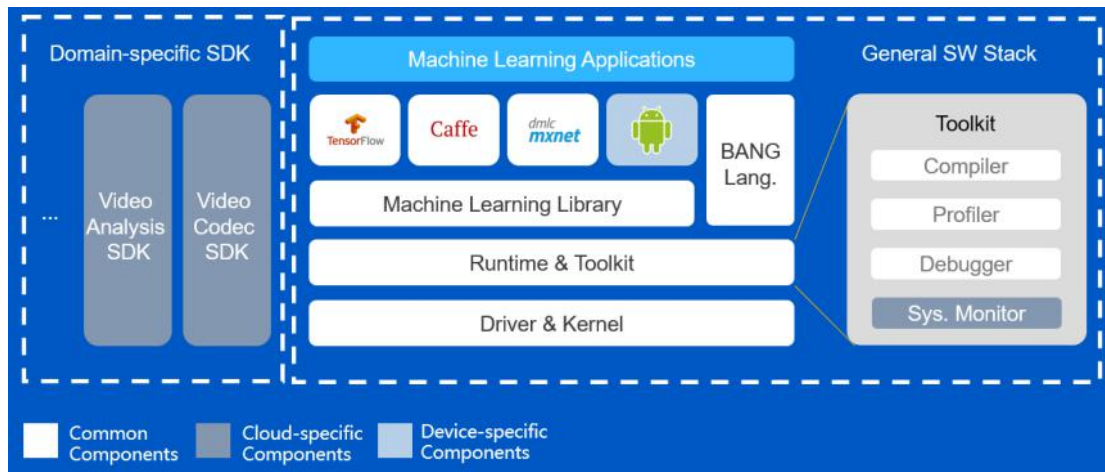 Domain-specific SDK
...
Video
Analysis
SDK
Video
Codec
SDK
Machine Learning Applications
General SW Stack
TensorFlow
Caffe
dmlc
mxnet
BANG
Lang.
Machine Learning Library
Runtime & Toolkit
Driver & Kernel
Toolkit
Compiler
Profiler
Debugger
Sys. Monitor
Common
Components
Cloud-specific
Components
Device-specific
Components